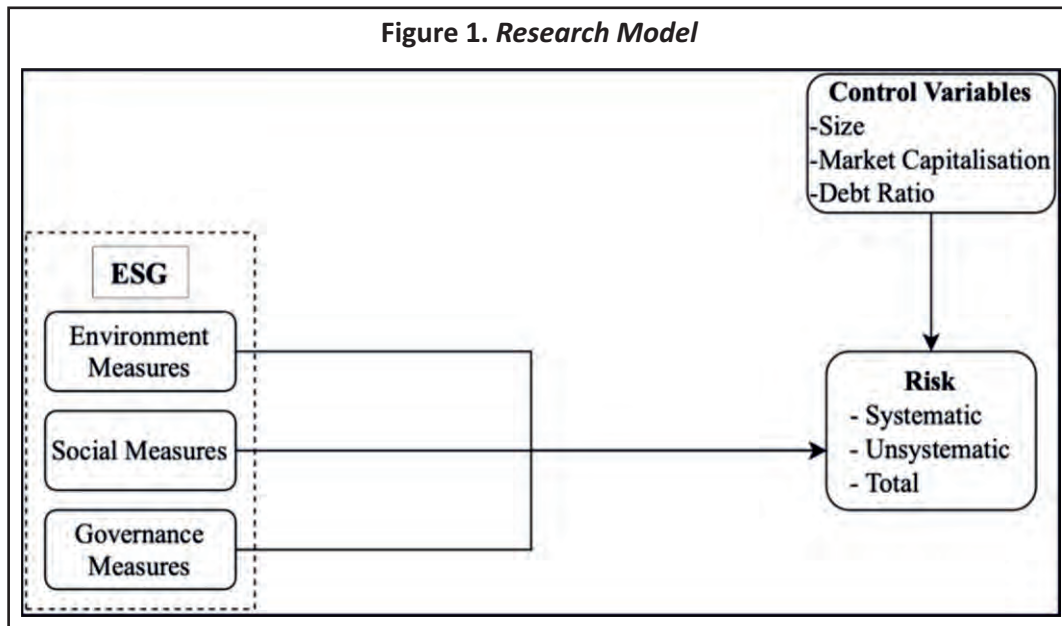 Figure 1. Research Model
Control Variables
-Size
-Market Capitalisation
-Debt Ratio
ESG
Environment
Measures
Social Measures
Governance
Measures
Risk
- Systematic
- Unsystematic
- Total